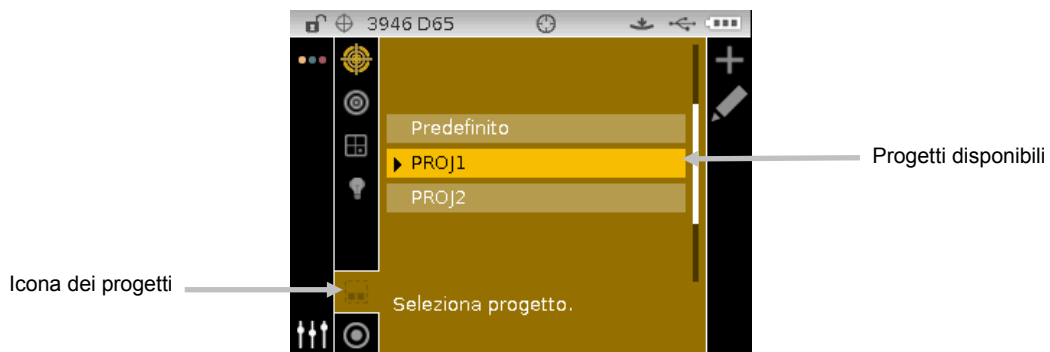 3946 D65
Predefinito
PROJ1
Progetti disponibili
PROJ2
Icona dei progetti
Seleziona progetto.